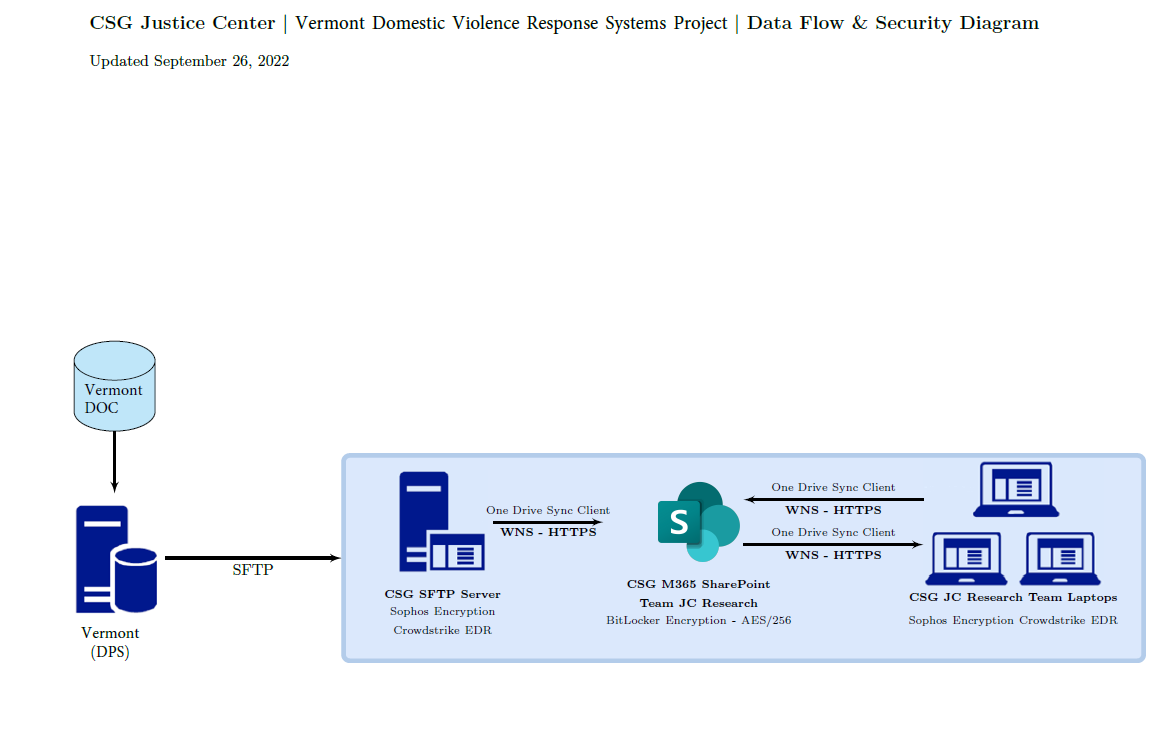 CSG Justice Center | Vermont Domestic Violence Response Systems Project | Data Flow & Security Diagram
Updated September 26, 2022
Vermont
DOC
Vermont
(DPS)
SFTP
CSG SFTP Server
Sophos Encryption
Crowdstrike EDR
One Drive Sync Client
WNS - HTTPS
S
CSG M365 SharePoint
Team JC Research
BitLocker Encryption - AES/256
One Drive Sync Client
WNS - HTTPS
One Drive Sync Client
WNS - HTTPS
CSG JC Research Team Laptops
Sophos Encryption Crowdstrike EDR